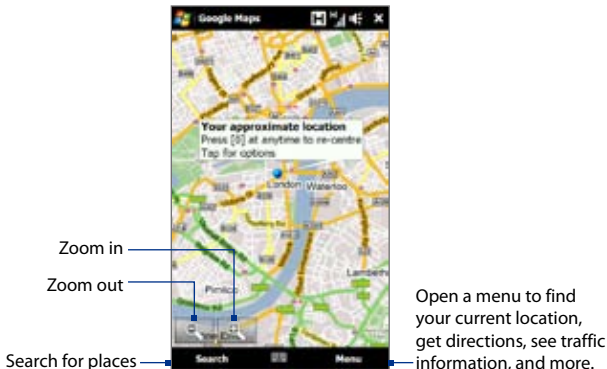 Google Maps
Your approximate location
Press [0] at anytime to re-centre
Tap for options
London
Waterloo
Lambeth
Pimlico
Zoom in
Zoom out
Search for places
Search
Menu
Open a menu to find
your current location,
get directions, see traffic
information, and more.